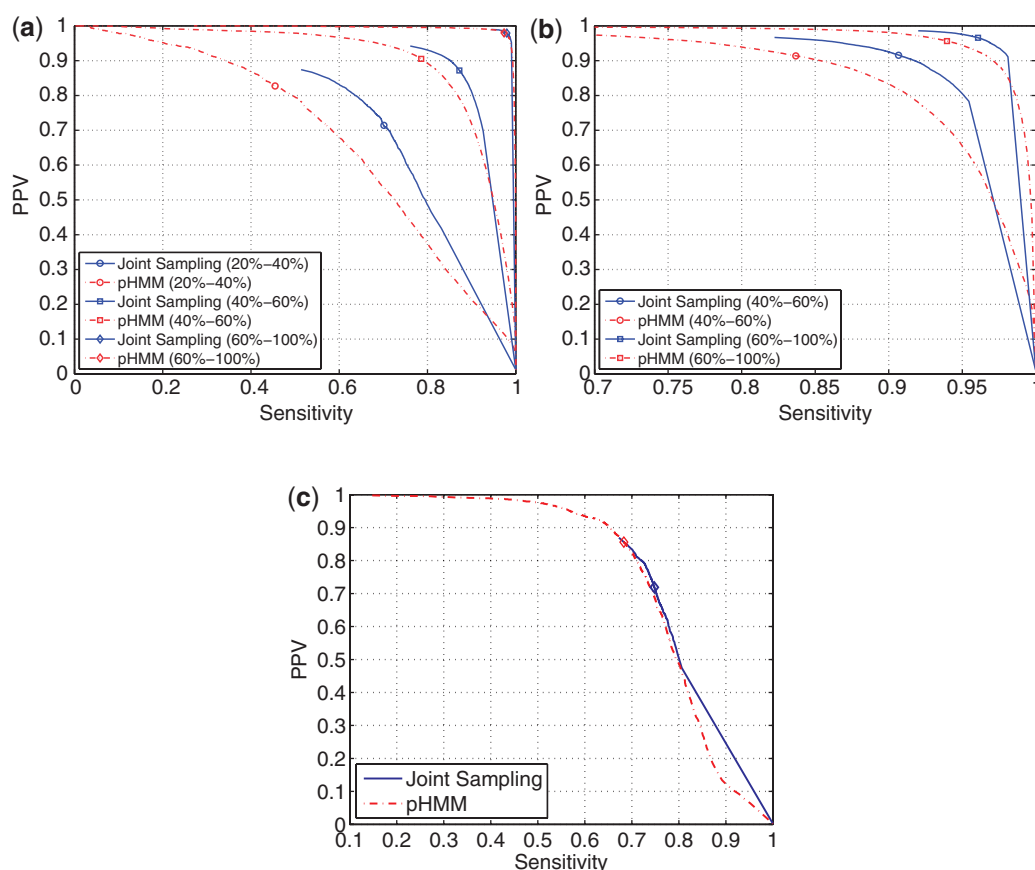 (a)
1
0.9
0.8
0.7
0.6
0.5
0.4
0.3
0.2
0.1
0
PPV
Joint Sampling (20%−40%)
pHMM (20%−40%)
Joint Sampling (40%−60%)
pHMM (40%−60%)
Joint Sampling (60%−100%)
pHMM (60%−100%)
0 0.2 0.4 0.6 0.8 1
Sensitivity
(b)
1
0.9
0.8
0.7
0.6
0.5
0.4
0.3
0.2
0.1
0
PPV
Joint Sampling (40%−60%)
pHMM (40%−60%)
Joint Sampling (60%−100%)
pHMM (60%−100%)
0.7 0.75 0.8 0.85 0.9 0.95 1
Sensitivity
(c)
1
0.9
0.8
0.7
0.6
0.5
0.4
0.3
0.2
0.1
0
PPV
Joint Sampling
pHMM
0.1 0.2 0.3 0.4 0.5 0.6 0.7 0.8 0.9 1
Sensitivity